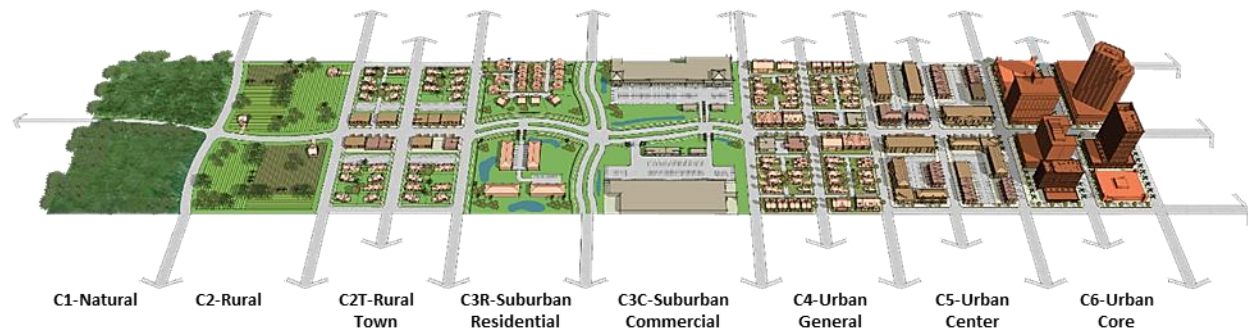 C1-Natural
C2-Rural
C2T-Rural
Town
C3R-Suburban
Residential
C3C-Suburban
Commercial
C4-Urban
General
C5-Urban
Center
C6-Urban
Core